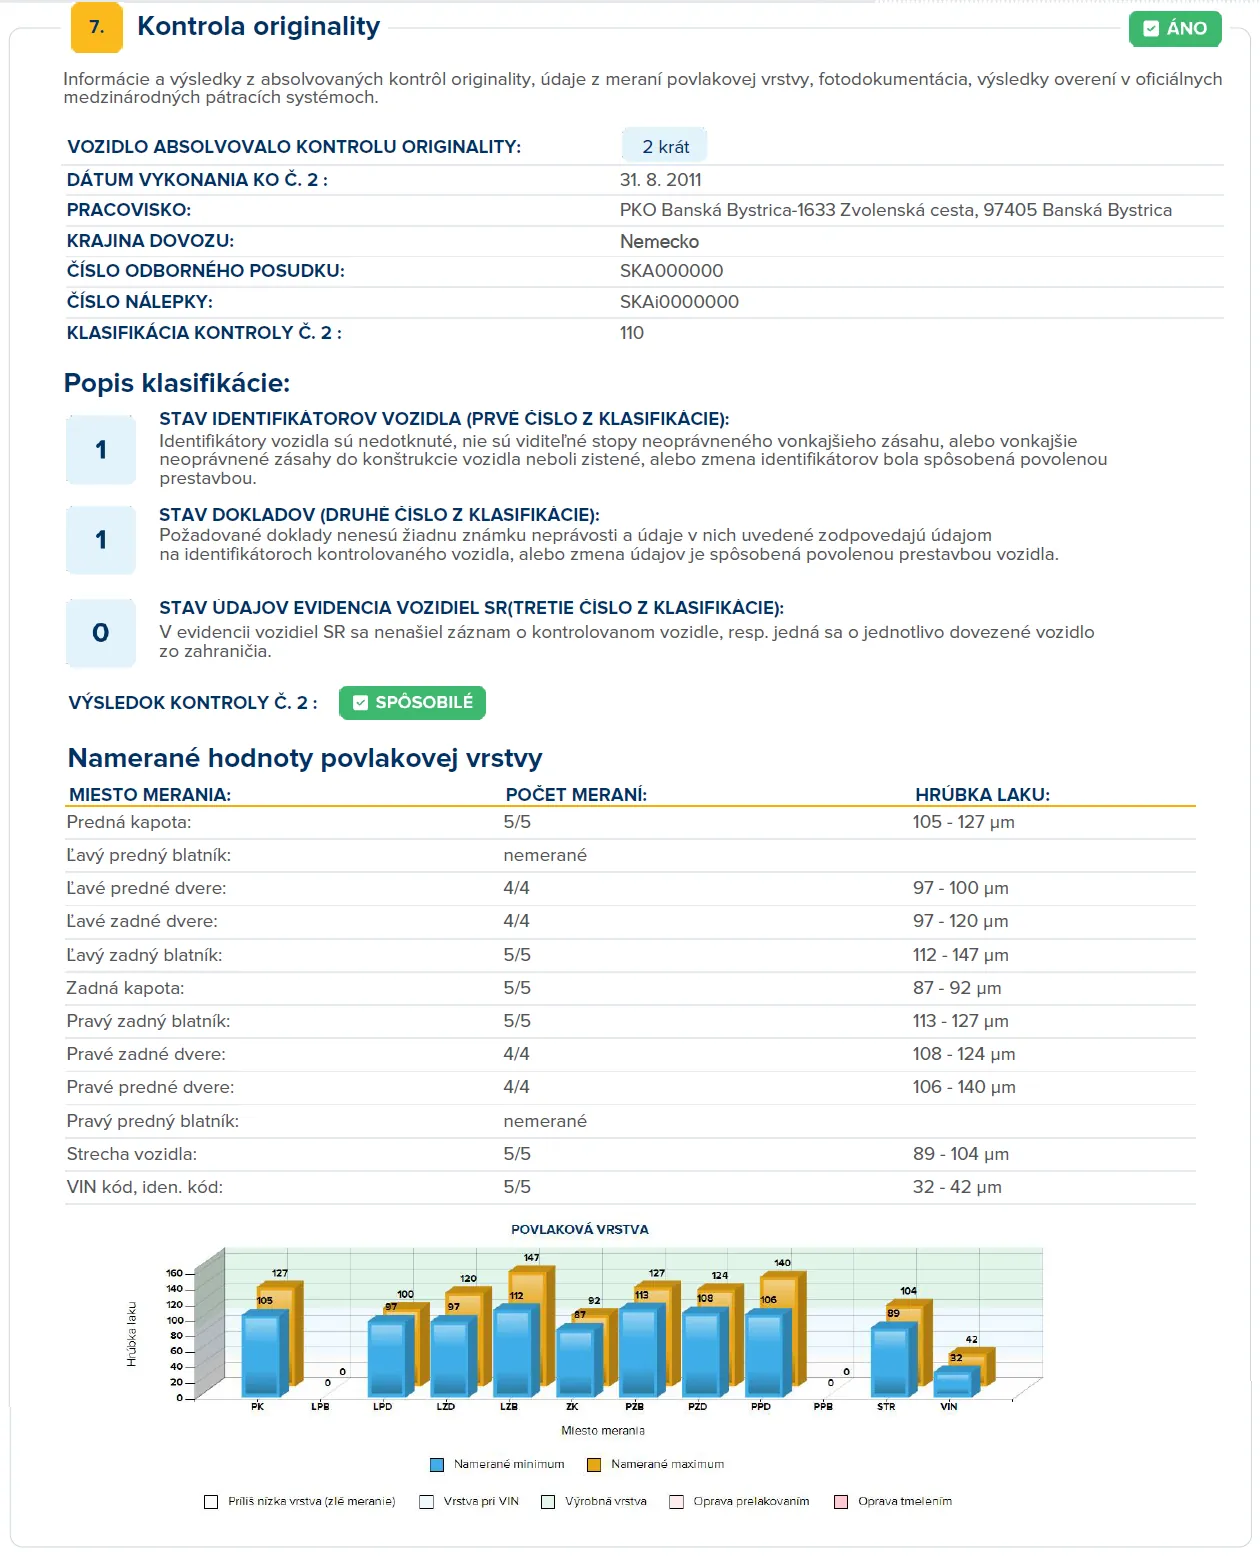 7. Kontrola originality
ÁNO
Informácie a výsledky z absolvovaných kontrôl originality, údaje z meraní povlakovej vrstvy, fotodokumentácia, výsledky overení v oficiálnych
medzinárodných pátracích systémoch.
VOZIDLO ABSOLVOVALO KONTROLU ORIGINALITY: 2 krát
DÁTUM VYKONANIA KO Č. 2 : 31. 8. 2011
PRACOVISKO: PKO Banská Bystrica-1633 Zvolenská cesta, 97405 Banská Bystrica
KRAJINA DOVOZU: Nemecko
ČÍSLO ODBORNÉHO POSUDKU: SKA000000
ČÍSLO NÁLEPKY: SKAi0000000
KLASIFIKÁCIA KONTROLY Č. 2 : 110
Popis klasifikácie:
1
STAV IDENTIFIKÁTOROV VOZIDLA (PRVÉ ČÍSLO Z KLASIFIKÁCIE):
Identifikátory vozidla sú nedotknuté, nie sú viditeľné stopy neoprávneného vonkajšieho zásahu, alebo vonkajšie
neoprávnené zásahy do konštrukcie vozidla neboli zistené, alebo zmena identifikátorov bola spôsobená povolenou
prestavbou.
1
STAV DOKLADOV (DRUHÉ ČÍSLO Z KLASIFIKÁCIE):
Požadované doklady nenesú žiadnu známku neprávosti a údaje v nich uvedené zodpovedajú údajom
na identifikátoroch kontrolovaného vozidla, alebo zmena údajov je spôsobená povolenou prestavbou vozidla.
0
STAV ÚDAJOV EVIDENCIA VOZIDIEL SR(TRETIE ČÍSLO Z KLASIFIKÁCIE):
V evidencii vozidiel SR sa nenašiel záznam o kontrolovanom vozidle, resp. jedná sa o jednotlivo dovezené vozidlo
zo zahraničia.
VÝSLEDOK KONTROLY Č. 2 : SPÔSOBILÉ
Namerané hodnoty povlakovej vrstvy
MIESTO MERANIA: POČET MERANÍ: HRÚBKA LAKU:
Predná kapota: 5/5 105 - 127 µm
Ľavý predný blatník: nemerané
Ľavé predné dvere: 4/4 97 - 100 µm
Ľavé zadné dvere: 4/4 97 - 120 µm
Ľavý zadný blatník: 5/5 112 - 147 µm
Zadná kapota: 5/5 87 - 92 µm
Pravý zadný blatník: 5/5 113 - 127 µm
Pravé zadné dvere: 4/4 108 - 124 µm
Pravé predné dvere: 4/4 106 - 140 µm
Pravý predný blatník: nemerané
Strecha vozidla: 5/5 89 - 104 µm
VIN kód, iden. kód: 5/5 32 - 42 µm
POVLAKOVÁ VRSTVA
Hrúbka laku
160
140
120
100
80
60
40
20
0
105 127
0 0
97 100
97 120
112 147
87 92
113 127
108 124
106 140
0 0
89 104
32 42
PK LPB LPD LZD LZB ZK PZB PZD PPD PPB STR VIN
Miesto merania
Namerané minimum Namerané maximum
Príliš nízka vrstva (zlé meranie) Vrstva pri VIN Výrobná vrstva Oprava prelakovaním Oprava tmelením